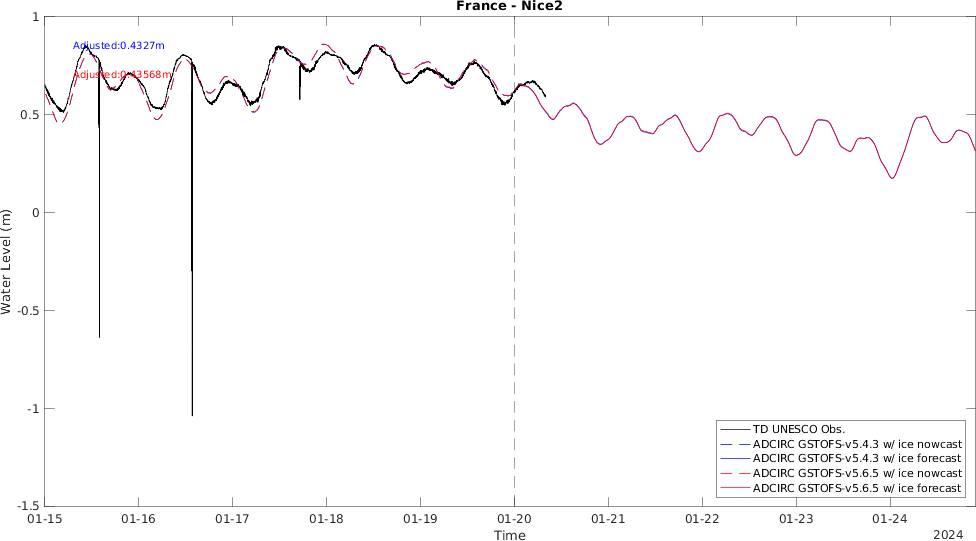 France - Nice2
Adjusted:0.4327m
Adjusted:0.43568m
Water Level (m)
1
0.5
0
-0.5
-1
-1.5
TD UNESCO Obs.
ADCIRC GSTOFS-v5.4.3 w/ ice nowcast
ADCIRC GSTOFS-v5.4.3 w/ ice forecast
ADCIRC GSTOFS-v5.6.5 w/ ice nowcast
ADCIRC GSTOFS-v5.6.5 w/ ice forecast
01-15 01-16 01-17 01-18 01-19 01-20 01-21 01-22 01-23 01-24
Time
2024